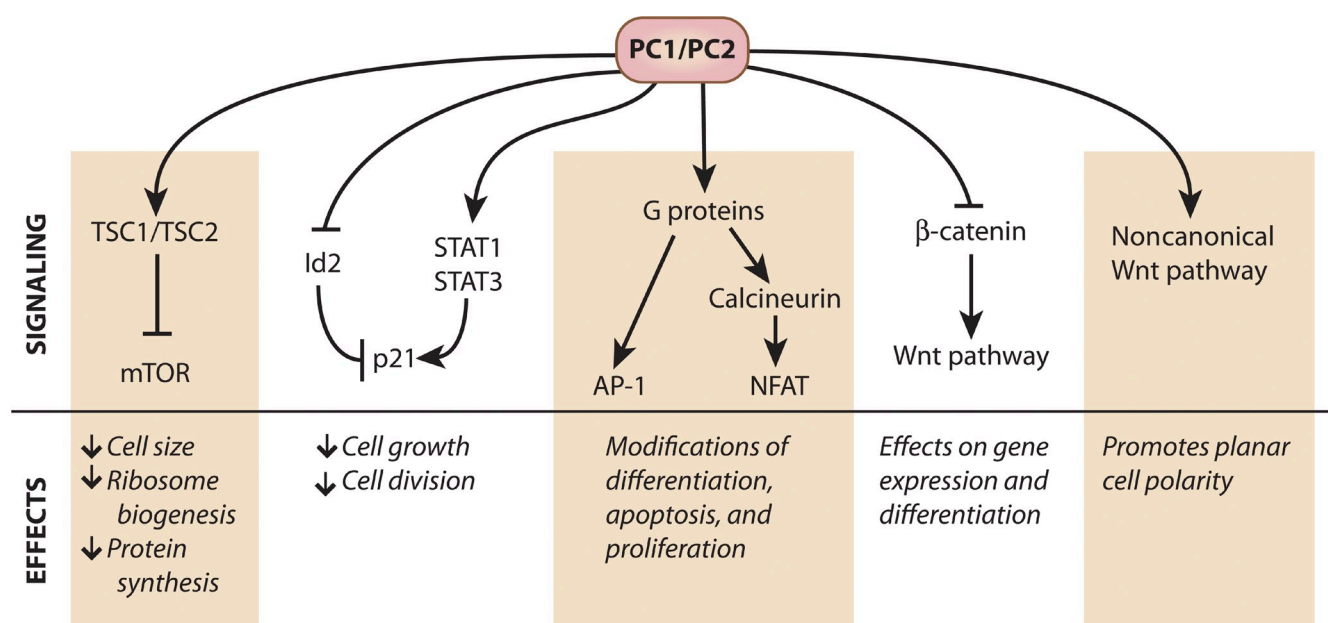 PC1/PC2
SIGNALING
TSC1/TSC2
mTOR
Id2
STAT1
STAT3
p21
G proteins
Calcineurin
AP-1
NFAT
β-catenin
Wnt pathway
Noncanonical
Wnt pathway
EFFECTS
↓ Cell size
↓ Ribosome
biogenesis
↓ Protein
synthesis
↓ Cell growth
↓ Cell division
Modifications of
differentiation,
apoptosis, and
proliferation
Effects on gene
expression and
differentiation
Promotes planar
cell polarity